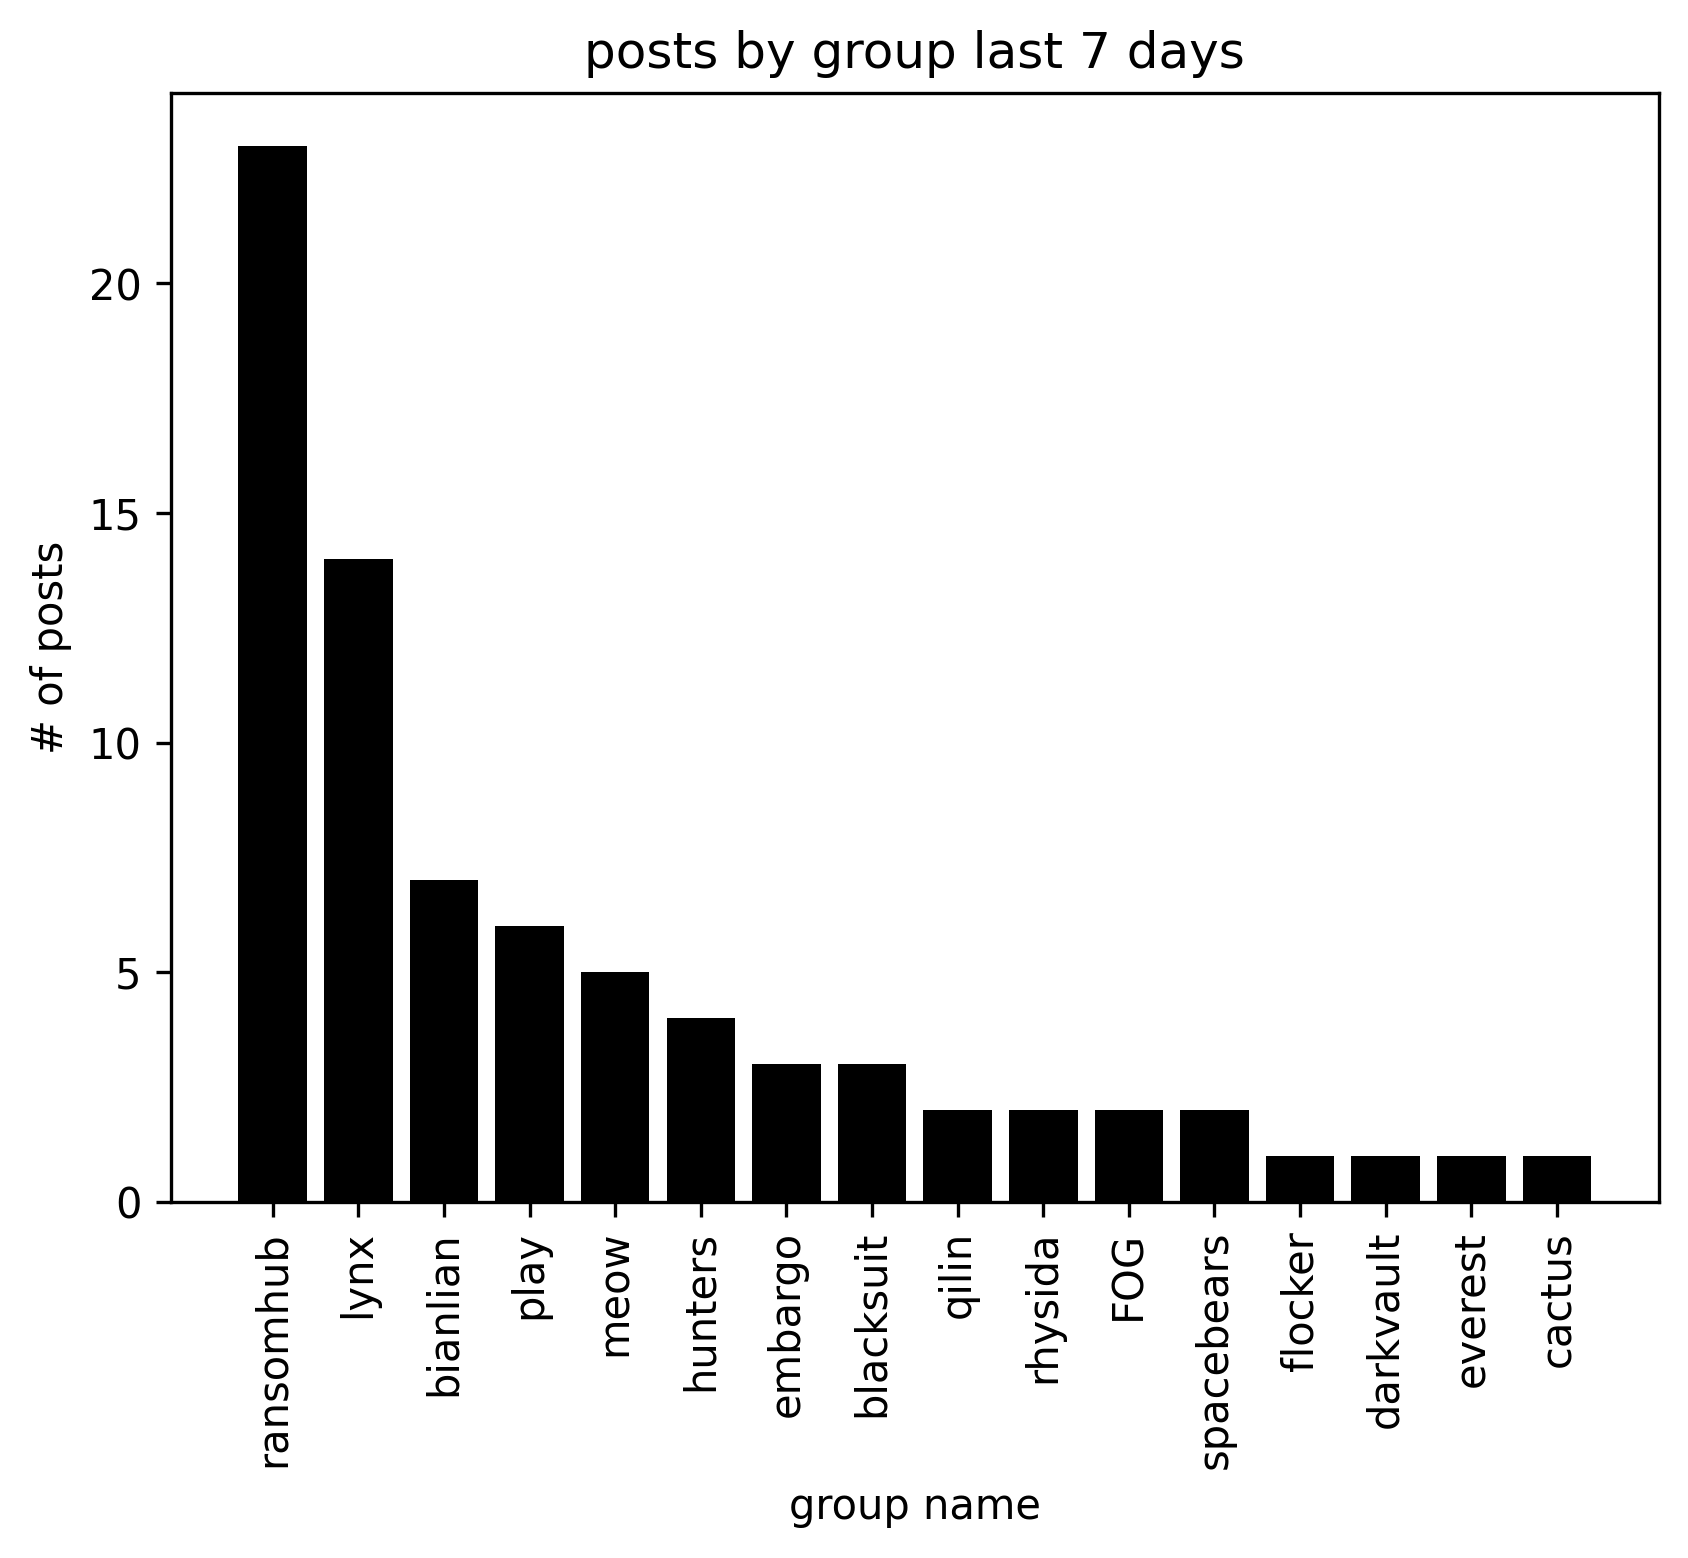 posts by group last 7 days
# of posts
20
15
10
5
0
ransomhub
lynx
bianlian
play
meow
hunters
embargo
blacksuit
qilin
rhysida
FOG
spacebears
flocker
darkvault
everest
cactus
group name